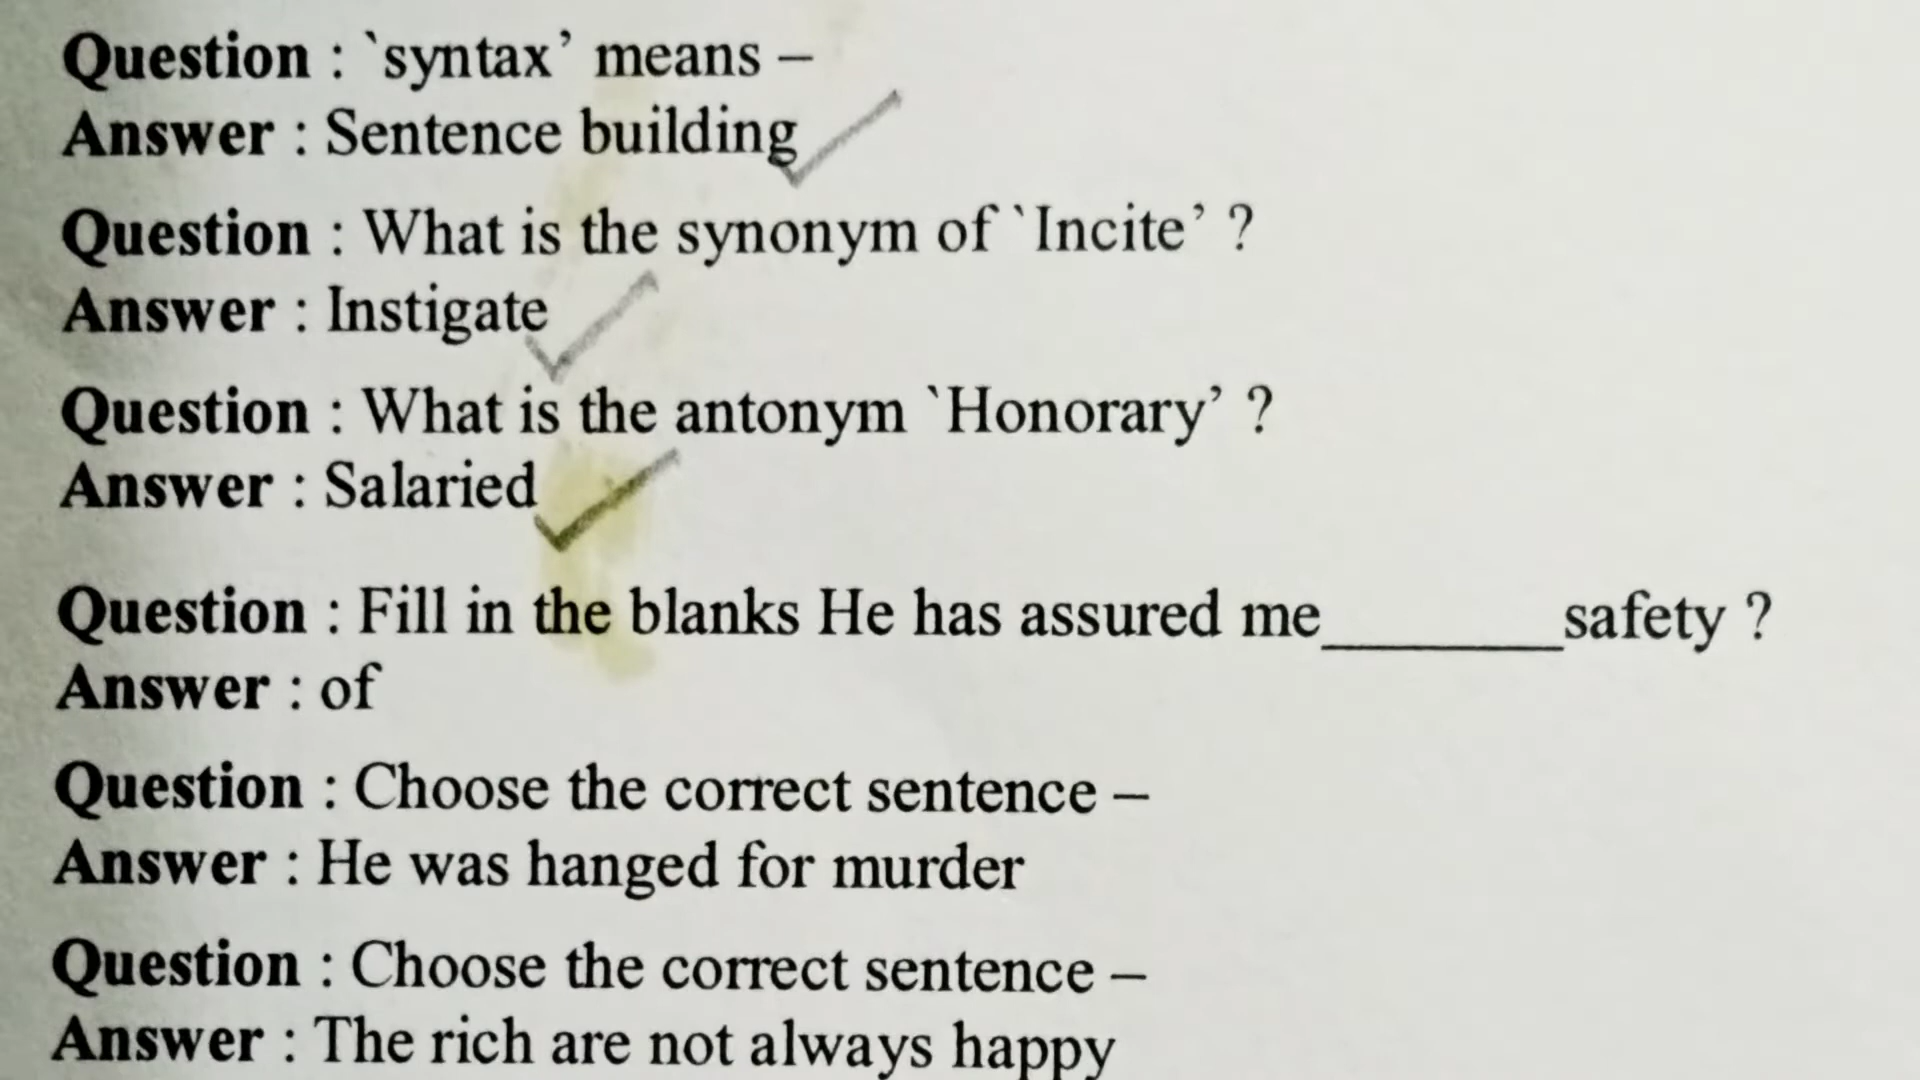 Question : `syntax’ means –
Answer : Sentence building
Question : What is the synonym of `Incite’ ?
Answer : Instigate
Question : What is the antonym `Honorary’ ?
Answer : Salaried
Question : Fill in the blanks He has assured me________safety ?
Answer : of
Question : Choose the correct sentence –
Answer : He was hanged for murder
Question : Choose the correct sentence –
Answer : The rich are not always happy